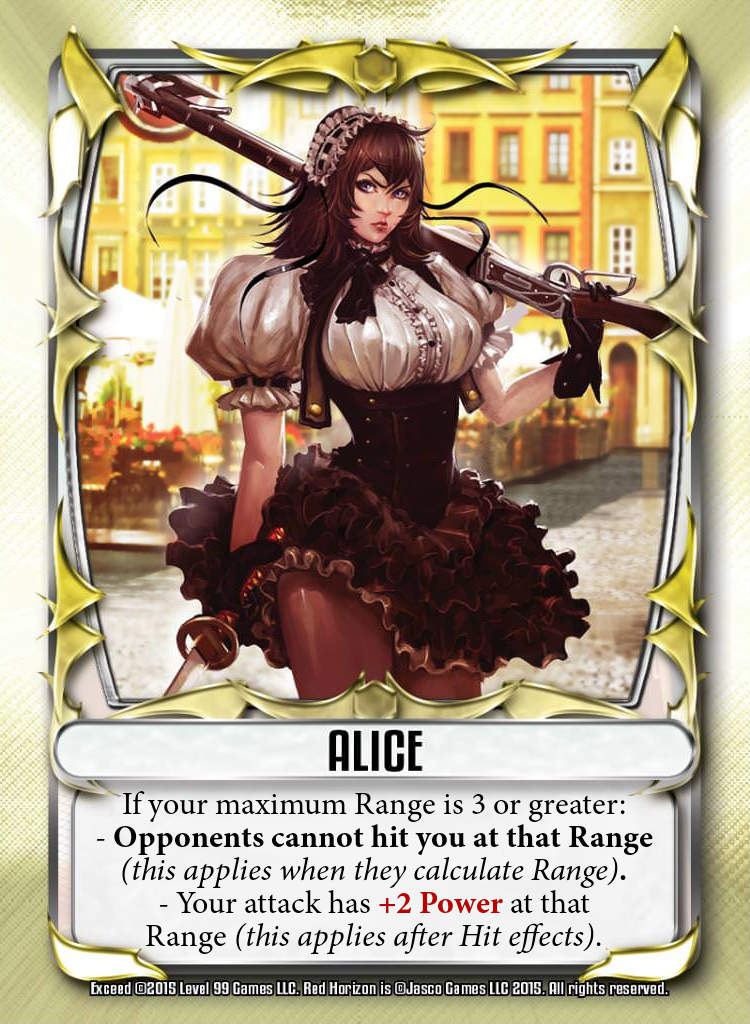 ALICE
If your maximum Range is 3 or greater:
- Opponents cannot hit you at that Range
(this applies when they calculate Range).
- Your attack has +2 Power at that
Range (this applies after Hit effects).
Exceed ©2015 Level 99 Games LLC. Red Horizon is ©Jasco Games LLC 2015. All rights reserved.